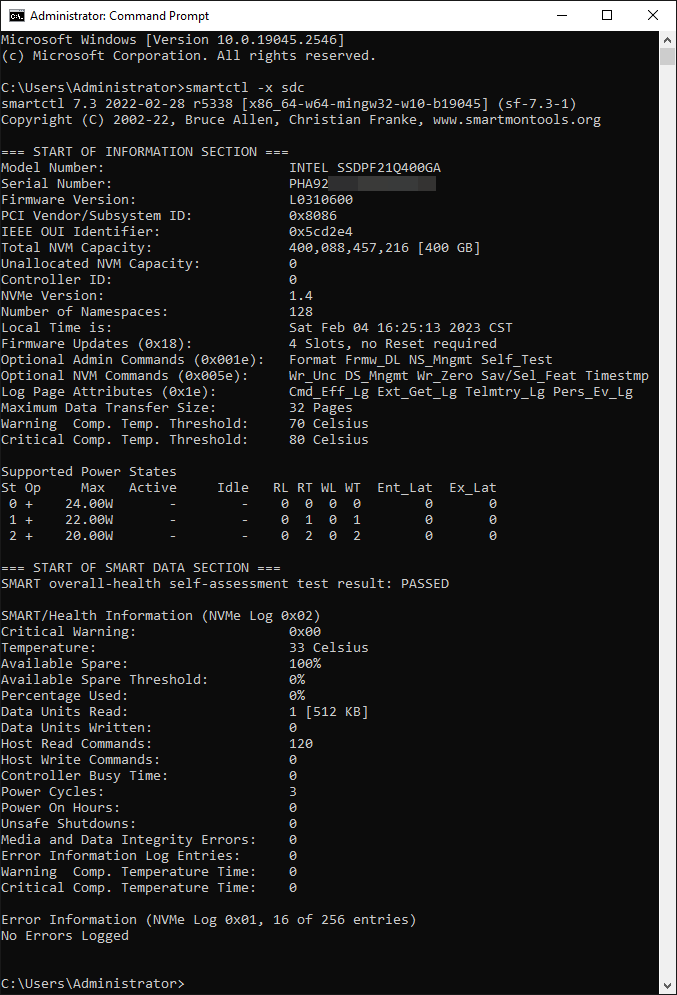 Administrator: Command Prompt
Microsoft Windows [Version 10.0.19045.2546]
(c) Microsoft Corporation. All rights reserved.
C:\Users\Administrator>smartctl -x sdc
smartctl 7.3 2022-02-28 r5338 [x86_64-w64-mingw32-w10-b19045] (sf-7.3-1)
Copyright (C) 2002-22, Bruce Allen, Christian Franke, www.smartmontools.org
=== START OF INFORMATION SECTION ===
Model Number: INTEL SSDPF21Q400GA
Serial Number: PHA92
Firmware Version: L0310600
PCI Vendor/Subsystem ID: 0x8086
IEEE OUI Identifier: 0x5cd2e4
Total NVM Capacity: 400,088,457,216 [400 GB]
Unallocated NVM Capacity: 0
Controller ID: 0
NVMe Version: 1.4
Number of Namespaces: 128
Local Time is: Sat Feb 04 16:25:13 2023 CST
Firmware Updates (0x18): 4 Slots, no Reset required
Optional Admin Commands (0x001e): Format Frmw_DL NS_Mngmt Self_Test
Optional NVM Commands (0x005e): Wr_Unc DS_Mngmt Wr_Zero Sav/Sel_Feat Timestmp
Log Page Attributes (0x1e): Cmd_Eff_Lg Ext_Get_Lg Telmtry_Lg Pers_Ev_Lg
Maximum Data Transfer Size: 32 Pages
Warning  Comp. Temp. Threshold: 70 Celsius
Critical Comp. Temp. Threshold: 80 Celsius
Supported Power States
St Op     Max   Active     Idle   RL RT WL WT  Ent_Lat  Ex_Lat
0 +    24.00W       -        -    0  0  0  0        0       0
1 +    22.00W       -        -    0  1  0  1        0       0
2 +    20.00W       -        -    0  2  0  2        0       0
=== START OF SMART DATA SECTION ===
SMART overall-health self-assessment test result: PASSED
SMART/Health Information (NVMe Log 0x02)
Critical Warning: 0x00
Temperature: 33 Celsius
Available Spare: 100%
Available Spare Threshold: 0%
Percentage Used: 0%
Data Units Read: 1 [512 KB]
Data Units Written: 0
Host Read Commands: 120
Host Write Commands: 0
Controller Busy Time: 0
Power Cycles: 3
Power On Hours: 0
Unsafe Shutdowns: 0
Media and Data Integrity Errors: 0
Error Information Log Entries: 0
Warning  Comp. Temperature Time: 0
Critical Comp. Temperature Time: 0
Error Information (NVMe Log 0x01, 16 of 256 entries)
No Errors Logged
C:\Users\Administrator>